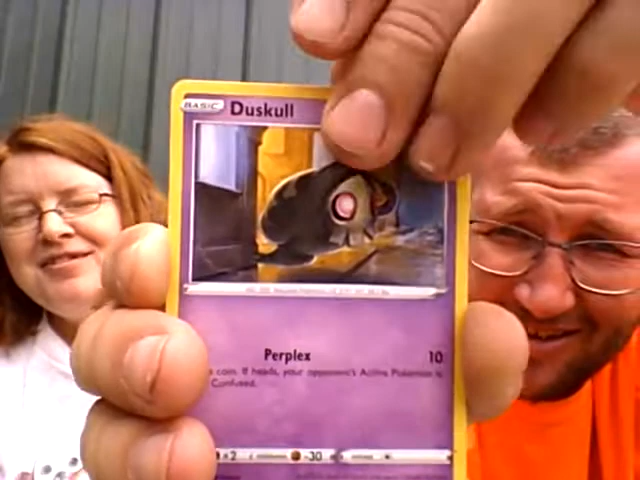 BASIC Duskull
Perplex 10
a coin. If heads, your opponent's Active Pokémon is
Confused.
×2 -30